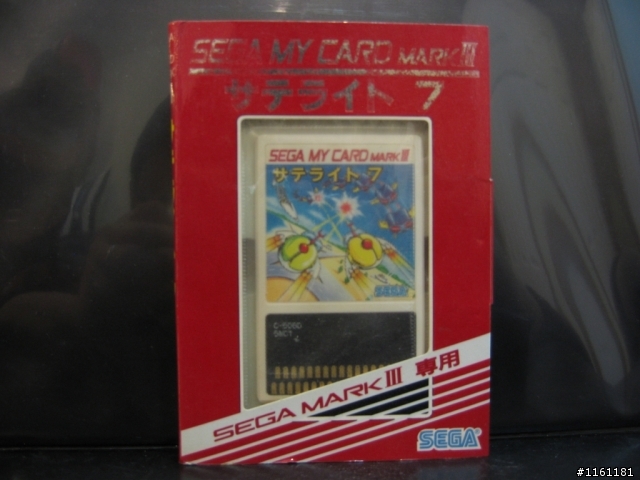 SEGA MY CARD MARK III
サテライト 7
SEGA MY CARD MARK III
サテライト 7
SEGA
C-506D
SEGA MARK III 専用
SEGA®
#1161181